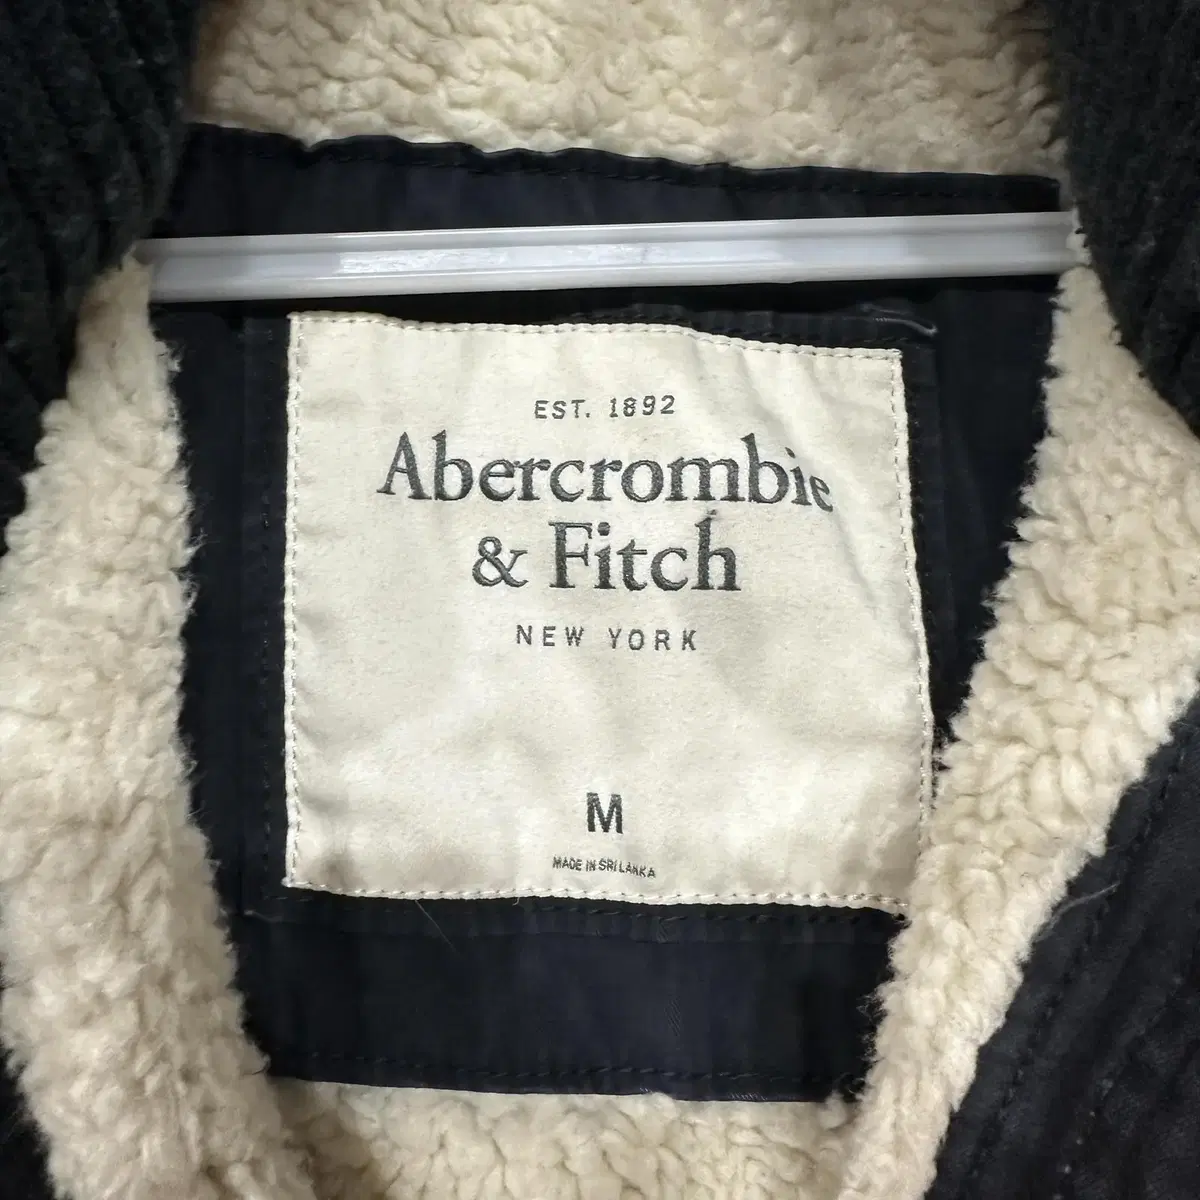 EST. 1892
Abercrombie
& Fitch
NEW YORK
M
MADE IN SRI LANKA